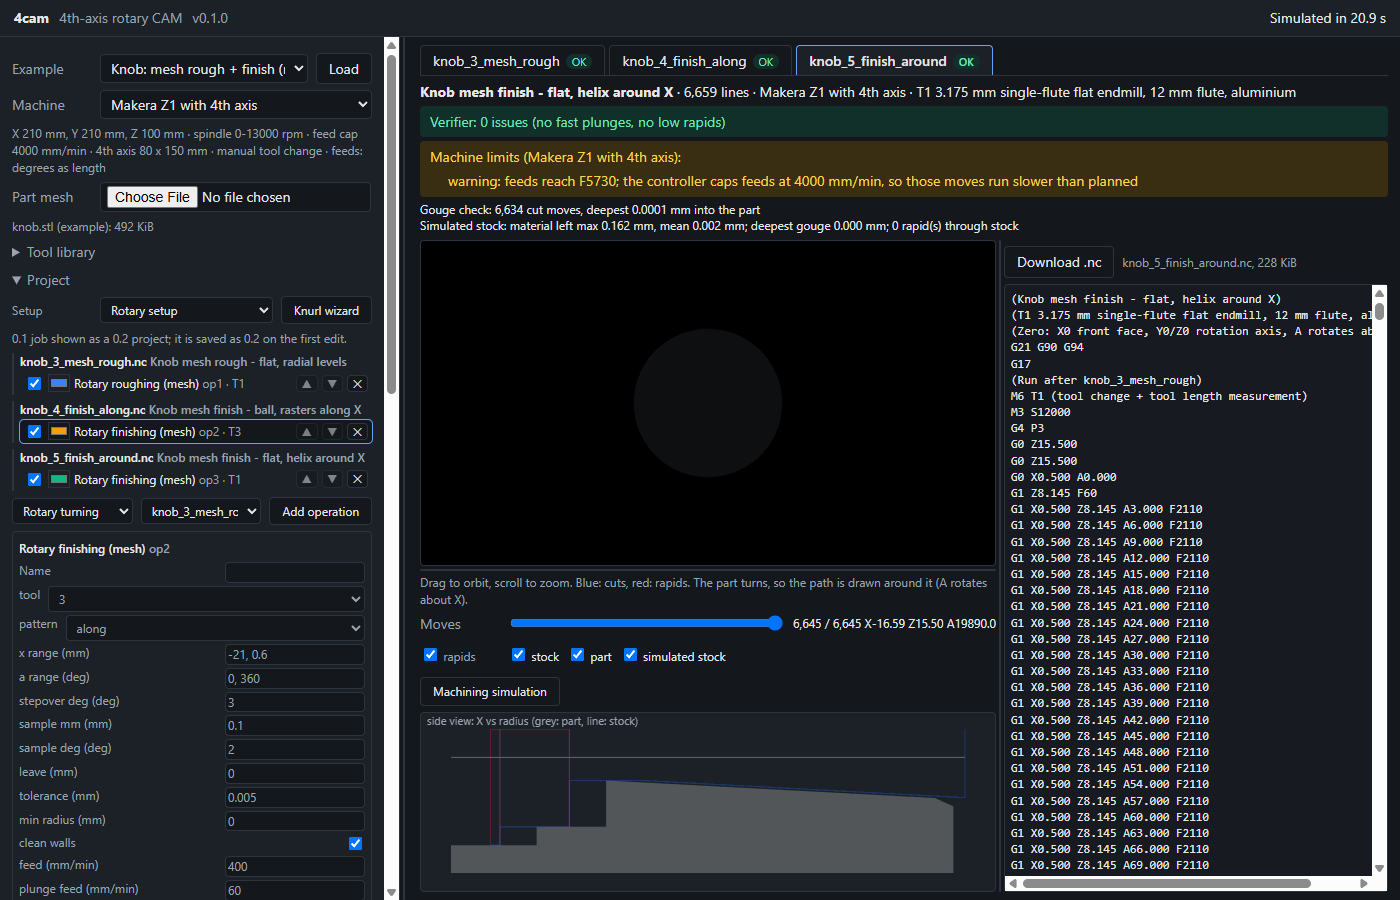 4cam 4th-axis rotary CAM v0.1.0
Simulated in 20.9 s
Example Knob: mesh rough + finish ( Load
Machine Makera Z1 with 4th axis
X 210 mm, Y 210 mm, Z 100 mm · spindle 0-13000 rpm · feed cap
4000 mm/min · 4th axis 80 x 150 mm · manual tool change · feeds:
degrees as length
Part mesh Choose File No file chosen
knob.stl (example): 492 KiB
▶ Tool library
▼ Project
Setup Rotary setup Knurl wizard
0.1 job shown as a 0.2 project; it is saved as 0.2 on the first edit.
knob_3_mesh_rough.nc Knob mesh rough - flat, radial levels
Rotary roughing (mesh) op1 · T1
knob_4_finish_along.nc Knob mesh finish - ball, rasters along X
Rotary finishing (mesh) op2 · T3
knob_5_finish_around.nc Knob mesh finish - flat, helix around X
Rotary finishing (mesh) op3 · T1
Rotary turning knob_3_mesh_ro Add operation
Rotary finishing (mesh) op2
Name
tool 3
pattern along
x range (mm) -21, 0.6
a range (deg) 0, 360
stepover deg (deg) 3
sample mm (mm) 0.1
sample deg (deg) 2
leave (mm) 0
tolerance (mm) 0.005
min radius (mm) 0
clean walls
feed (mm/min) 400
plunge feed (mm/min) 60
knob_3_mesh_rough OK knob_4_finish_along OK knob_5_finish_around OK
Knob mesh finish - flat, helix around X · 6,659 lines · Makera Z1 with 4th axis · T1 3.175 mm single-flute flat endmill, 12 mm flute, aluminium
Verifier: 0 issues (no fast plunges, no low rapids)
Machine limits (Makera Z1 with 4th axis):
warning: feeds reach F5730; the controller caps feeds at 4000 mm/min, so those moves run slower than planned
Gouge check: 6,634 cut moves, deepest 0.0001 mm into the part
Simulated stock: material left max 0.162 mm, mean 0.002 mm; deepest gouge 0.000 mm; 0 rapid(s) through stock
Drag to orbit, scroll to zoom. Blue: cuts, red: rapids. The part turns, so the path is drawn around it (A rotates
about X).
Moves 6,645 / 6,645 X-16.59 Z15.50 A19890.0
rapids stock part simulated stock
Machining simulation
side view: X vs radius (grey: part, line: stock)
Download .nc knob_5_finish_around.nc, 228 KiB
(Knob mesh finish - flat, helix around X)
(T1 3.175 mm single-flute flat endmill, 12 mm flute, al
(Zero: X0 front face, Y0/Z0 rotation axis, A rotates ab
G21 G90 G94
G17
(Run after knob_3_mesh_rough)
M6 T1 (tool change + tool length measurement)
M3 S12000
G4 P3
G0 Z15.500
G0 Z15.500
G0 X0.500 A0.000
G1 Z8.145 F60
G1 X0.500 Z8.145 A3.000 F2110
G1 X0.500 Z8.145 A6.000 F2110
G1 X0.500 Z8.145 A9.000 F2110
G1 X0.500 Z8.145 A12.000 F2110
G1 X0.500 Z8.145 A15.000 F2110
G1 X0.500 Z8.145 A18.000 F2110
G1 X0.500 Z8.145 A21.000 F2110
G1 X0.500 Z8.145 A24.000 F2110
G1 X0.500 Z8.145 A27.000 F2110
G1 X0.500 Z8.145 A30.000 F2110
G1 X0.500 Z8.145 A33.000 F2110
G1 X0.500 Z8.145 A36.000 F2110
G1 X0.500 Z8.145 A39.000 F2110
G1 X0.500 Z8.145 A42.000 F2110
G1 X0.500 Z8.145 A45.000 F2110
G1 X0.500 Z8.145 A48.000 F2110
G1 X0.500 Z8.145 A51.000 F2110
G1 X0.500 Z8.145 A54.000 F2110
G1 X0.500 Z8.145 A57.000 F2110
G1 X0.500 Z8.145 A60.000 F2110
G1 X0.500 Z8.145 A63.000 F2110
G1 X0.500 Z8.145 A66.000 F2110
G1 X0.500 Z8.145 A69.000 F2110